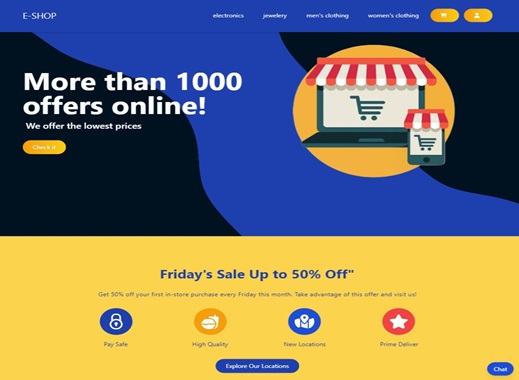 E-SHOP
electronics
jewelery
men's clothing
women's clothing
More than 1000
offers online!
We offer the lowest prices
Check it
Friday's Sale Up to 50% Off"
Get 50% off your first in-store purchase every Friday this month. Take advantage of this offer and visit us!
Pay Safe
High Quality
New Locations
Prime Deliver
Explore Our Locations
Chat